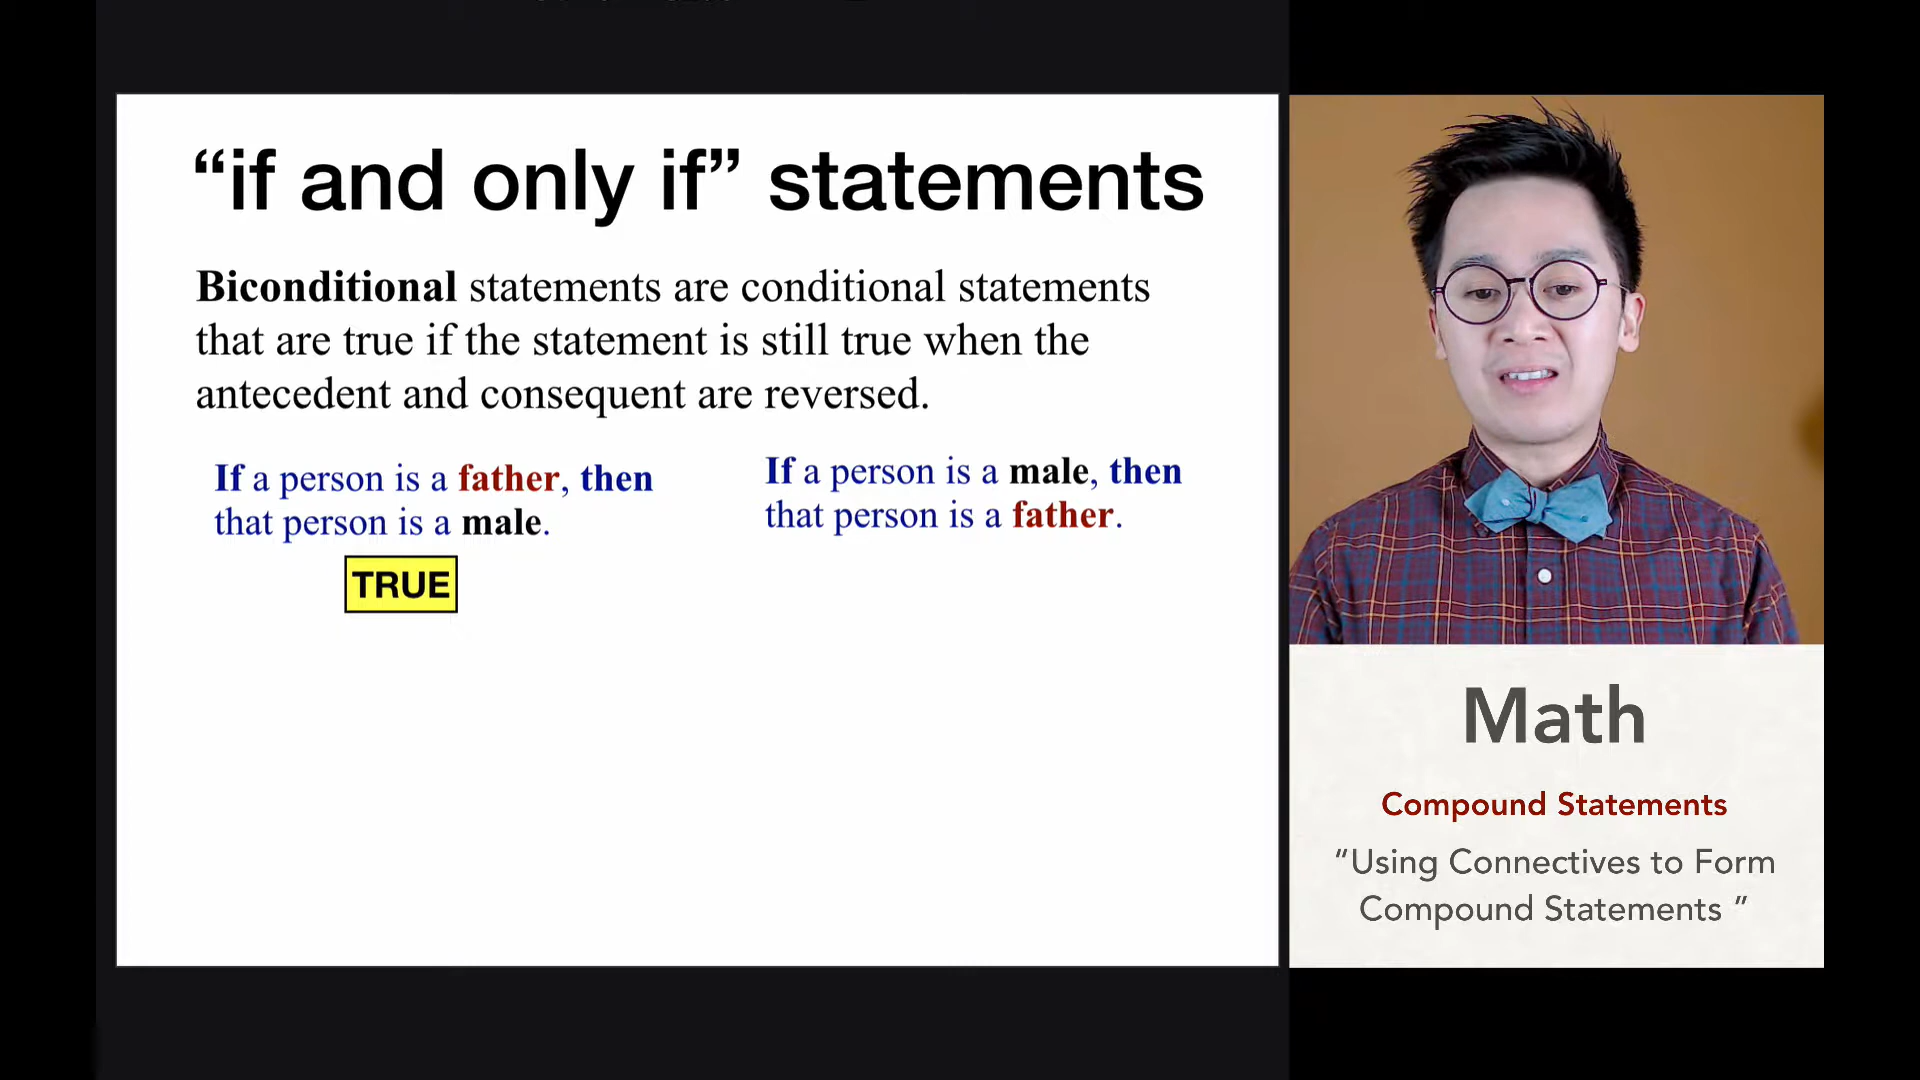 “if and only if” statements
Biconditional statements are conditional statements
that are true if the statement is still true when the
antecedent and consequent are reversed.
If a person is a father, then
that person is a male.
TRUE
If a person is a male, then
that person is a father.
Math
Compound Statements
“Using Connectives to Form
Compound Statements ”